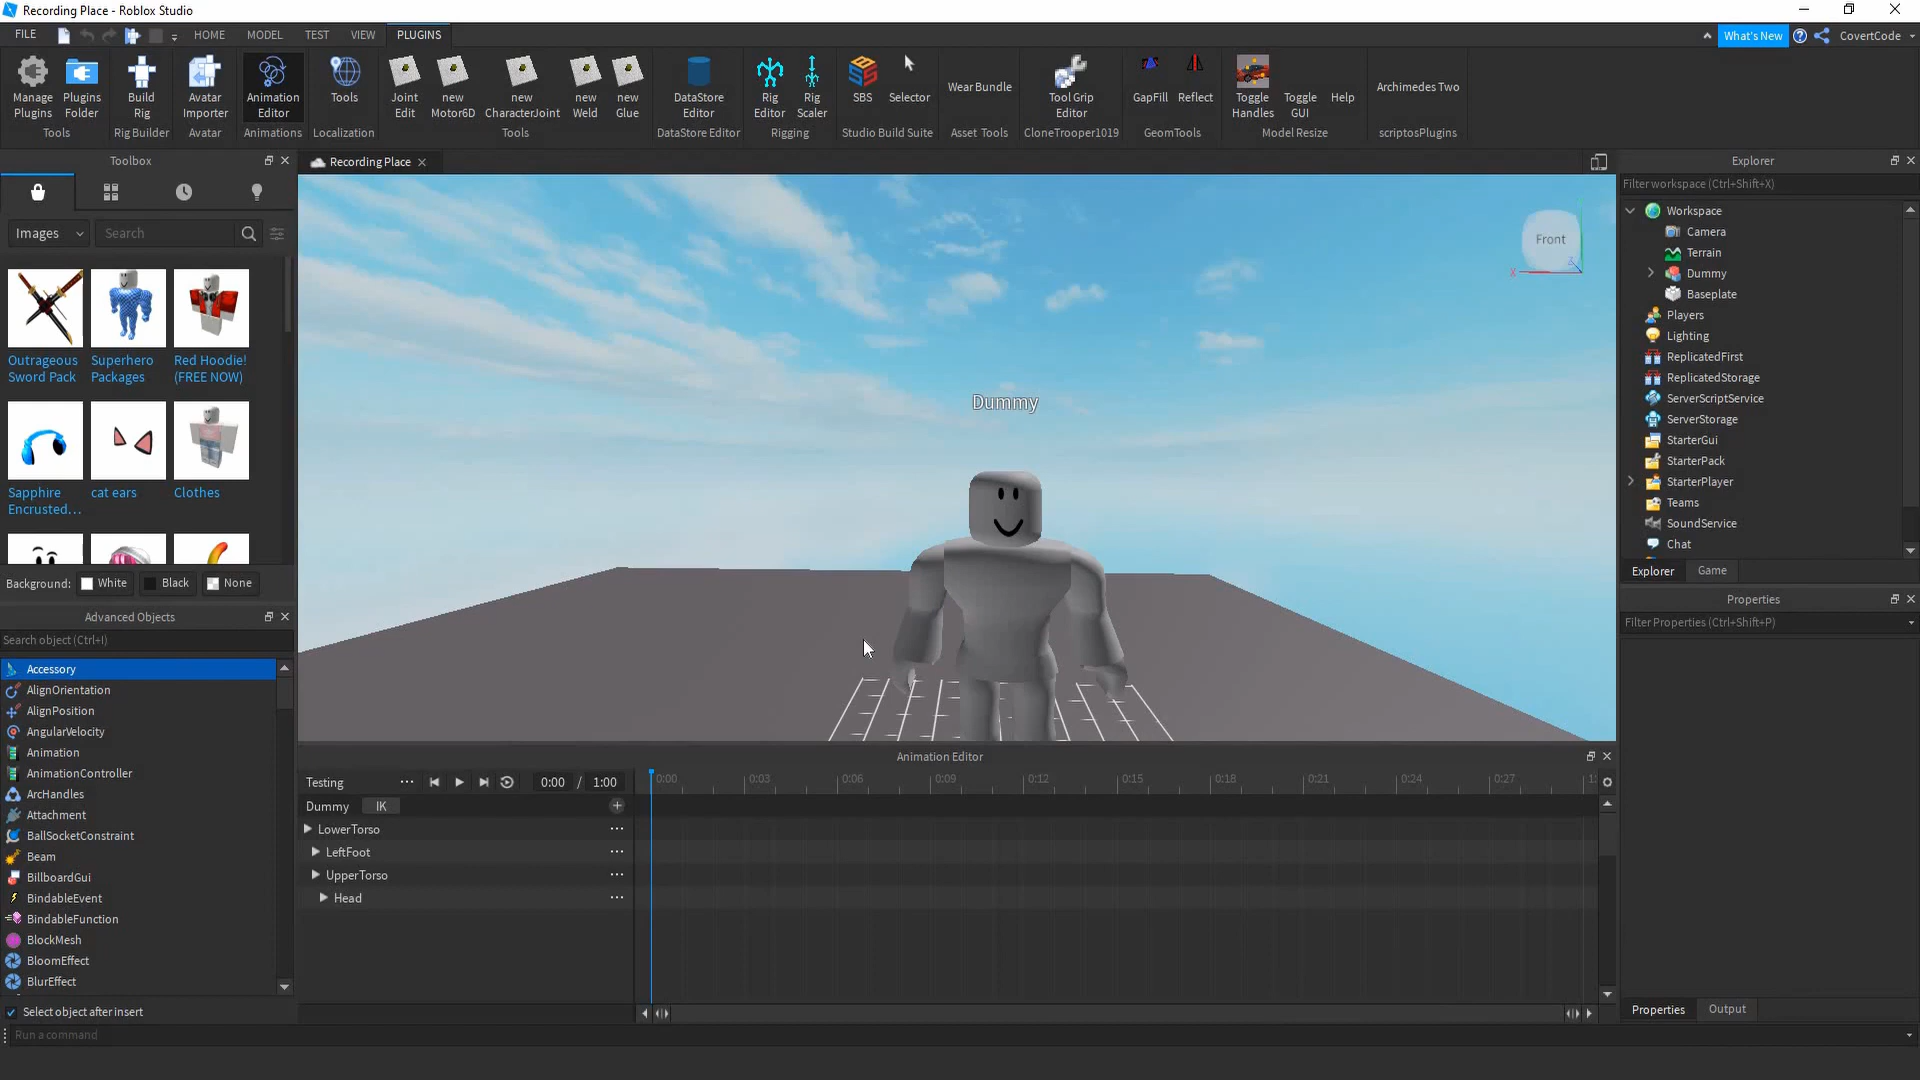 Recording Place - Roblox Studio
FILE HOME MODEL TEST VIEW PLUGINS What's New CovertCode
Manage Plugins
Plugins Folder
Tools
Build Rig
Rig Builder
Avatar Importer
Avatar
Animation Editor
Animations
Tools
Localization
Joint Edit
new Motor6D
new CharacterJoint
new Weld
new Glue
Tools
DataStore Editor
DataStore Editor
Rig Editor
Rig Scaler
Rigging
SBS
SBS
Selector
Studio Build Suite
Wear Bundle
Asset Tools
Tool Grip Editor
CloneTrooper1019
GapFill
Reflect
GeomTools
Toggle Handles
Toggle GUI
Help
Model Resize
Archimedes Two
scriptosPlugins
Toolbox
Images
Search
Outrageous Sword Pack
Superhero Packages
Red Hoodie! (FREE NOW)
Sapphire Encrusted...
cat ears
Clothes
Background: White Black None
Advanced Objects
Search object (Ctrl+I)
Accessory
AlignOrientation
AlignPosition
AngularVelocity
Animation
AnimationController
ArcHandles
Attachment
BallSocketConstraint
Beam
BillboardGui
BindableEvent
BindableFunction
BlockMesh
BloomEffect
BlurEffect
Select object after insert
Run a command
Recording Place
Front
X
Z
Dummy
Animation Editor
Testing ... 0:00 / 1:00
0:00 0:03 0:06 0:09 0:12 0:15 0:18 0:21 0:24 0:27 1:
Dummy IK
LowerTorso ...
LeftFoot ...
UpperTorso ...
Head ...
Explorer
Filter workspace (Ctrl+Shift+X)
Workspace
Camera
Terrain
Dummy
Baseplate
Players
Lighting
ReplicatedFirst
ReplicatedStorage
ServerScriptService
ServerStorage
StarterGui
StarterPack
StarterPlayer
Teams
SoundService
Chat
Explorer Game
Properties
Filter Properties (Ctrl+Shift+P)
Properties Output